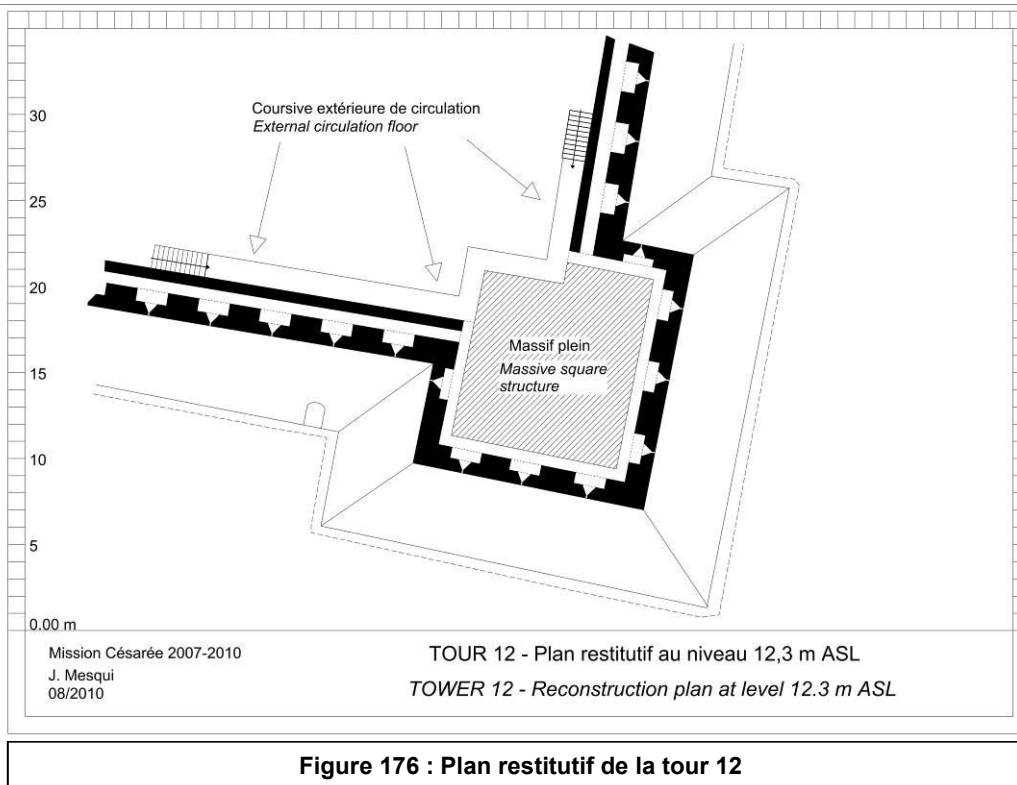 30
25
20
15
10
5
0.00 m
Coursive extérieure de circulation
External circulation floor
Massif plein
Massive square
structure
Mission Césarée 2007-2010
J. Mesqui
08/2010
TOUR 12 - Plan restitutif au niveau 12,3 m ASL
TOWER 12 - Reconstruction plan at level 12.3 m ASL
Figure 176 : Plan restitutif de la tour 12